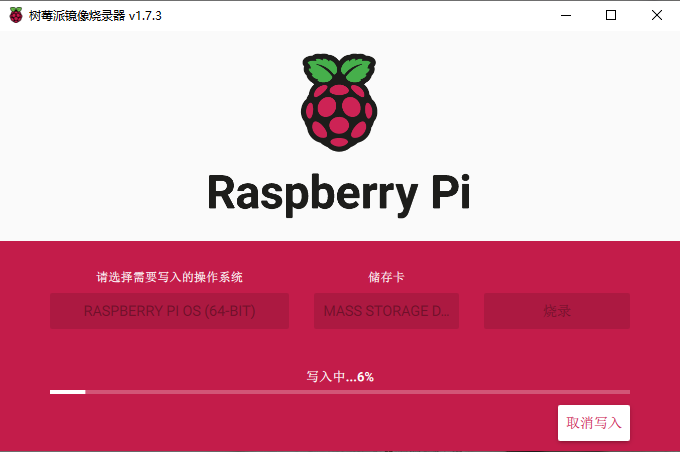 树莓派镜像烧录器 v1.7.3
Raspberry Pi
请选择需要写入的操作系统
储存卡
RASPBERRY PI OS (64-BIT)
MASS STORAGE D...
烧录
写入中...6%
取消写入